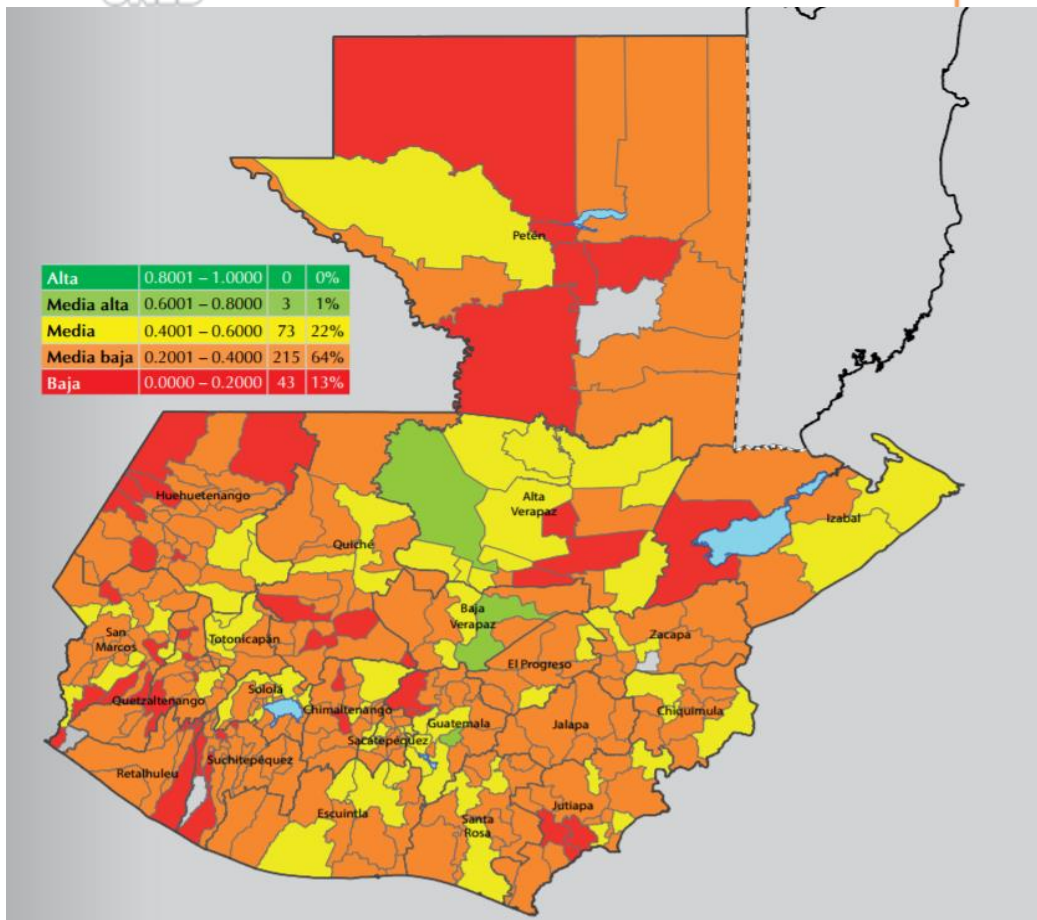 Petén
Alta 0.8001 – 1.0000 0 0%
Media alta 0.6001 – 0.8000 3 1%
Media 0.4001 – 0.6000 73 22%
Media baja 0.2001 – 0.4000 215 64%
Baja 0.0000 – 0.2000 43 13%
Huehuetenango
Alta
Verapaz
Izabal
Quiché
Baja
Verapaz
San
Marcos
Totonicapán
Zacapa
El Progreso
Sololá
Quetzaltenango
Chimaltenango
Guatemala
Jalapa
Chiquimula
Sacatepéquez
Retalhuleu
Suchitepéquez
Escuintla
Santa
Rosa
Jutiapa